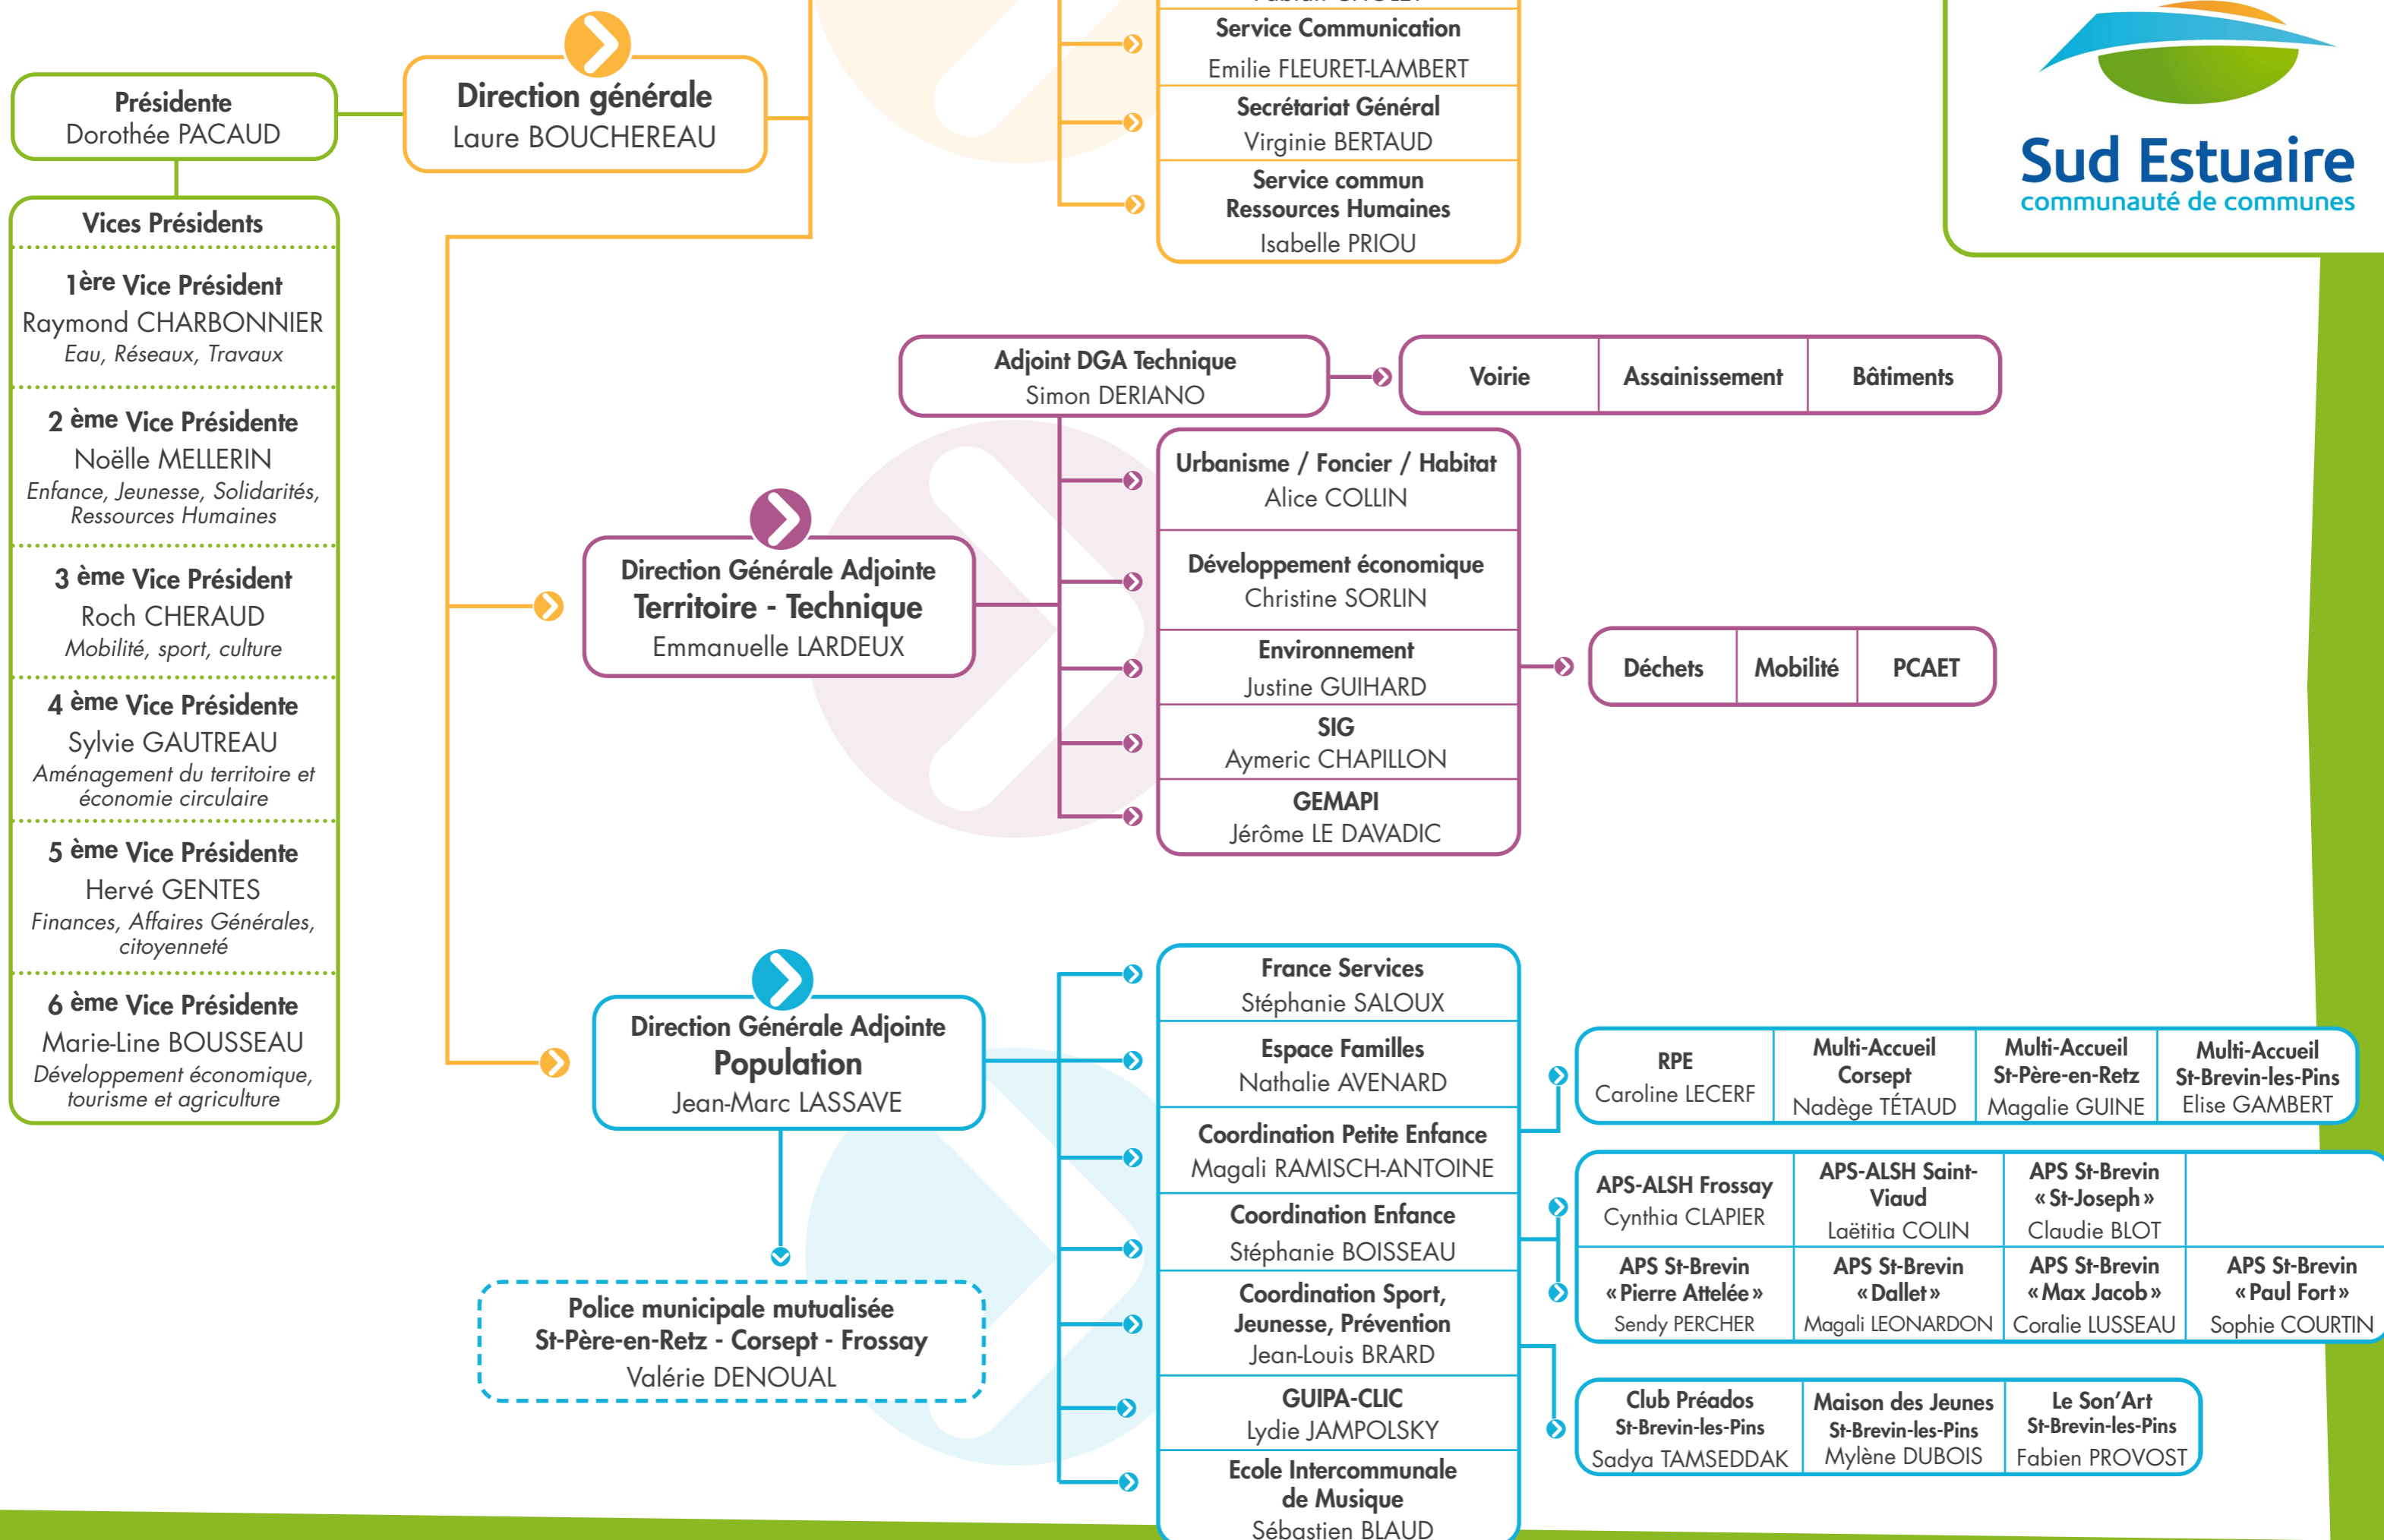 Service Communication
Emilie FLEURET-LAMBERT
Secrétariat Général
Virginie BERTAUD
Service commun
Ressources Humaines
Isabelle PRIOU
Sud Estuaire
communauté de communes
Direction générale
Laure BOUCHEREAU
Présidente
Dorothée PACAUD
Vices Présidents
1ère Vice Président
Raymond CHARBONNIER
Eau, Réseaux, Travaux
2 ème Vice Présidente
Noëlle MELLERIN
Enfance, Jeunesse, Solidarités,
Ressources Humaines
3 ème Vice Président
Roch CHERAUD
Mobilité, sport, culture
4 ème Vice Présidente
Sylvie GAUTREAU
Aménagement du territoire et
économie circulaire
5 ème Vice Présidente
Hervé GENTES
Finances, Affaires Générales,
citoyenneté
6 ème Vice Présidente
Marie-Line BOUSSEAU
Développement économique,
tourisme et agriculture
Adjoint DGA Technique
Simon DERIANO
Voirie
Assainissement
Bâtiments
Direction Générale Adjointe
Territoire - Technique
Emmanuelle LARDEUX
Urbanisme / Foncier / Habitat
Alice COLLIN
Développement économique
Christine SORLIN
Environnement
Justine GUIHARD
SIG
Aymeric CHAPILLON
GEMAPI
Jérôme LE DAVADIC
Déchets
Mobilité
PCAET
Direction Générale Adjointe
Population
Jean-Marc LASSAVE
Police municipale mutualisée
St-Père-en-Retz - Corsept - Frossay
Valérie DENOUAL
France Services
Stéphanie SALOUX
Espace Familles
Nathalie AVENARD
Coordination Petite Enfance
Magali RAMISCH-ANTOINE
Coordination Enfance
Stéphanie BOISSEAU
Coordination Sport,
Jeunesse, Prévention
Jean-Louis BRARD
GUIPA-CLIC
Lydie JAMPOLSKY
Ecole Intercommunale
de Musique
Sébastien BLAUD
RPE
Caroline LECERF
Multi-Accueil
Corsept
Nadège TÉTAUD
Multi-Accueil
St-Père-en-Retz
Magalie GUINE
Multi-Accueil
St-Brevin-les-Pins
Elise GAMBERT
APS-ALSH Frossay
Cynthia CLAPIER
APS-ALSH Saint-
Viaud
Laëtitia COLIN
APS St-Brevin
« St-Joseph »
Claudie BLOT
APS St-Brevin
« Pierre Attelée »
Sendy PERCHER
APS St-Brevin
« Dallet »
Magali LEONARDON
APS St-Brevin
« Max Jacob »
Coralie LUSSEAU
APS St-Brevin
« Paul Fort »
Sophie COURTIN
Club Préados
St-Brevin-les-Pins
Sadya TAMSEDDAK
Maison des Jeunes
St-Brevin-les-Pins
Mylène DUBOIS
Le Son'Art
St-Brevin-les-Pins
Fabien PROVOST